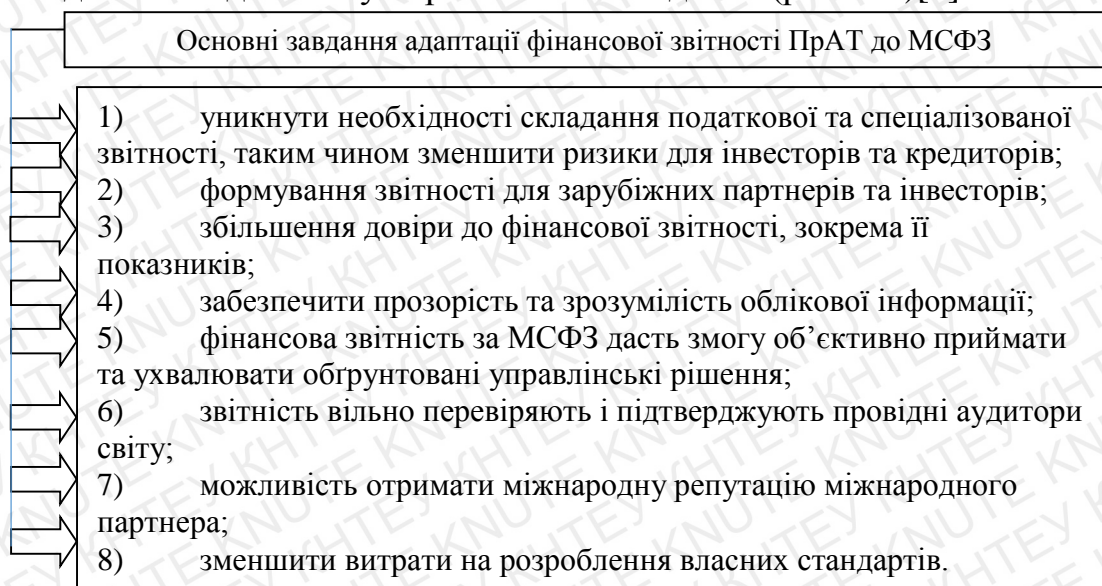 Основні завдання адаптації фінансової звітності ПрАТ до МСФЗ
1) уникнути необхідності складання податкової та спеціалізованої
звітності, таким чином зменшити ризики для інвесторів та кредиторів;
2) формування звітності для зарубіжних партнерів та інвесторів;
3) збільшення довіри до фінансової звітності, зокрема її
показників;
4) забезпечити прозорість та зрозумілість облікової інформації;
5) фінансова звітність за МСФЗ дасть змогу об’єктивно приймати
та ухвалювати обґрунтовані управлінські рішення;
6) звітність вільно перевіряють і підтверджують провідні аудитори
світу;
7) можливість отримати міжнародну репутацію міжнародного
партнера;
8) зменшити витрати на розроблення власних стандартів.